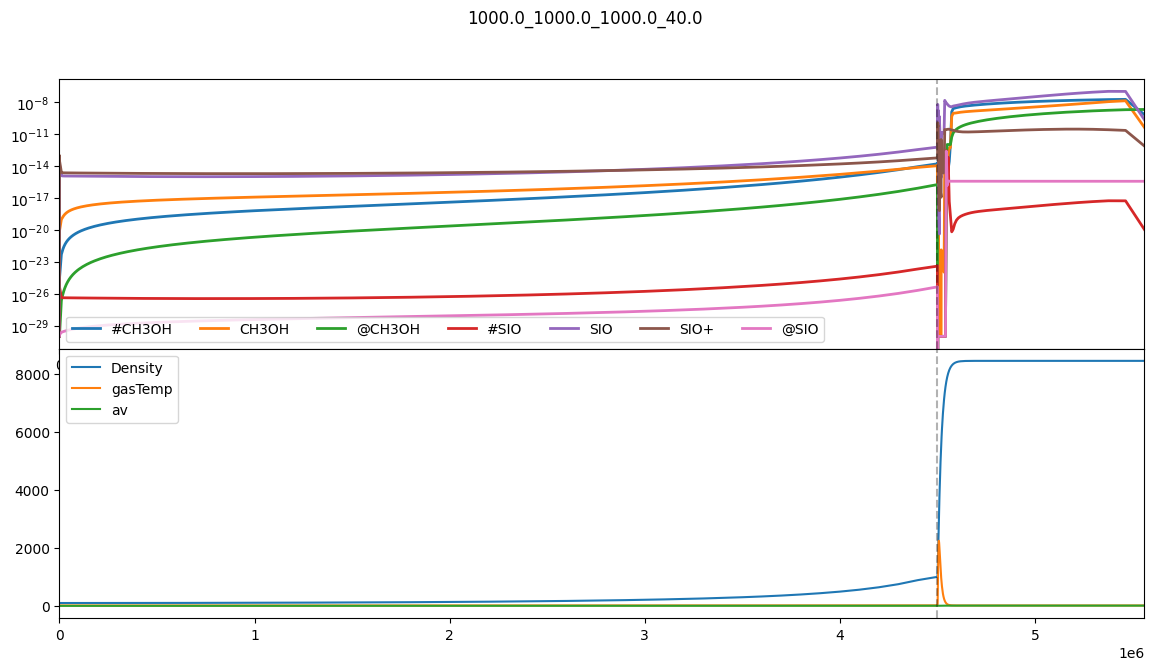 1000.0_1000.0_1000.0_40.0
10⁻⁸
10⁻¹¹
10⁻¹⁴
10⁻¹⁷
10⁻²⁰
10⁻²³
10⁻²⁶
10⁻²⁹
#CH3OH CH3OH @CH3OH #SIO SIO SIO+ @SIO
Density
gasTemp
av
8000
6000
4000
2000
0
0 1 2 3 4 5
1e6